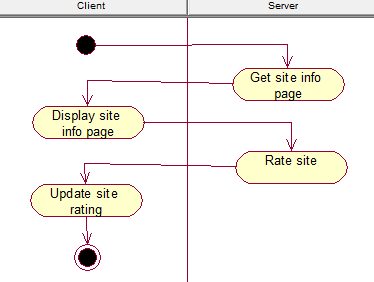 Client
Server
Get site info
page
Display site
info page
Rate site
Update site
rating